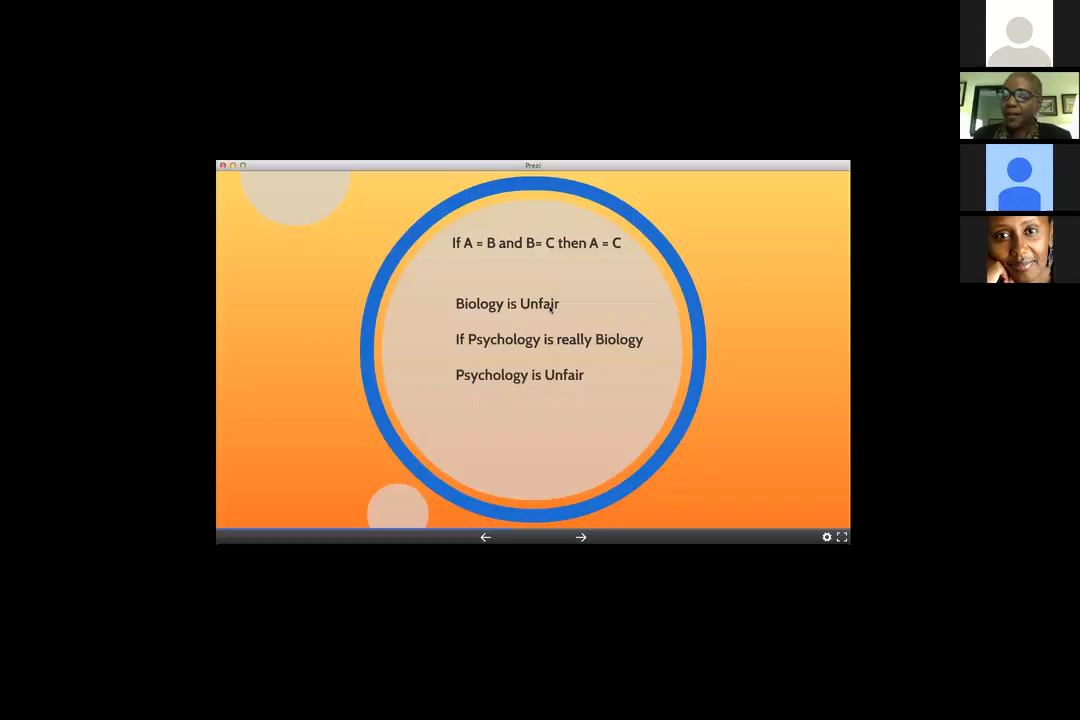 Prezi
If A = B and B= C then A = C
Biology is Unfair
If Psychology is really Biology
Psychology is Unfair